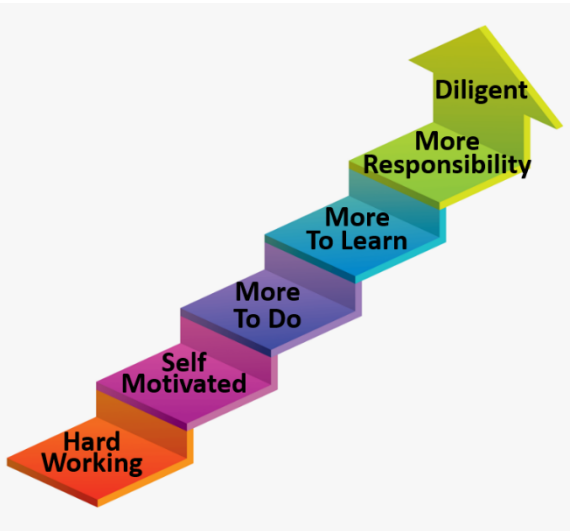 Diligent
More
Responsibility
More
To Learn
More
To Do
Self
Motivated
Hard
Working